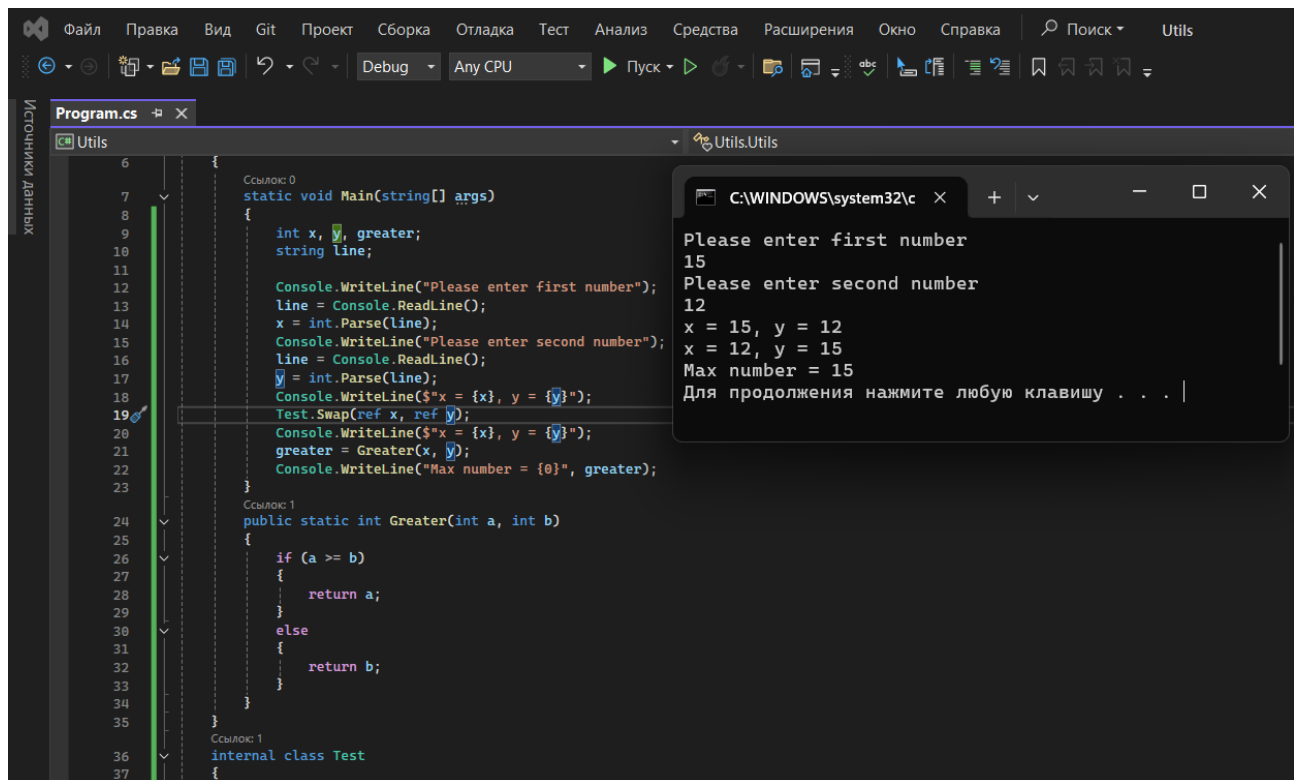 Файл Правка Вид Git Проект Сборка Отладка Тест Анализ Средства Расширения Окно Справка Поиск Utils
Debug Any CPU Пуск abc
Источники данных
Program.cs
C# Utils Utils.Utils
6 {
Ссылок: 0
7 static void Main(string[] args)
8 {
9 int x, y, greater;
10 string line;
11
12 Console.WriteLine("Please enter first number");
13 line = Console.ReadLine();
14 x = int.Parse(line);
15 Console.WriteLine("Please enter second number");
16 line = Console.ReadLine();
17 y = int.Parse(line);
18 Console.WriteLine($"x = {x}, y = {y}");
19 Test.Swap(ref x, ref y);
20 Console.WriteLine($"x = {x}, y = {y}");
21 greater = Greater(x, y);
22 Console.WriteLine("Max number = {0}", greater);
23 }
Ссылок: 1
24 public static int Greater(int a, int b)
25 {
26 if (a >= b)
27 {
28 return a;
29 }
30 else
31 {
32 return b;
33 }
34 }
35 }
Ссылок: 1
36 internal class Test
37 {
C:\WINDOWS\system32\c
Please enter first number
15
Please enter second number
12
x = 15, y = 12
x = 12, y = 15
Max number = 15
Для продолжения нажмите любую клавишу . . .